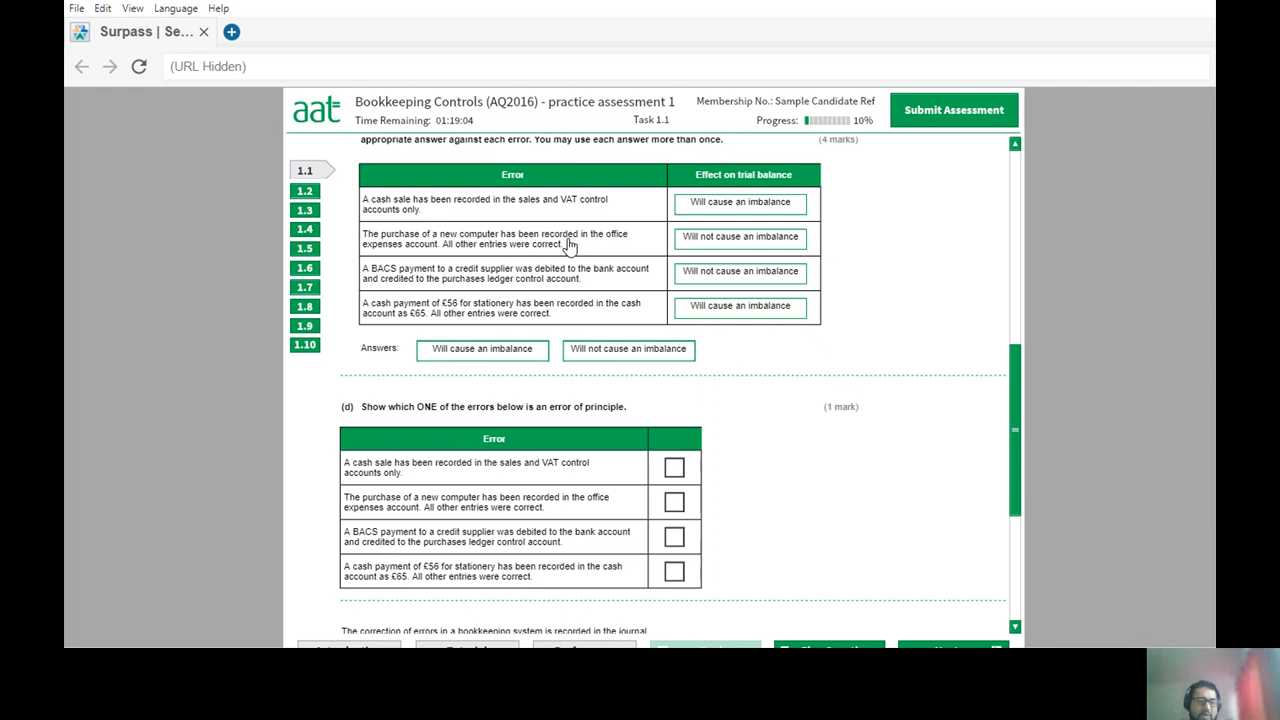 File Edit View Language Help
Surpass | Se...
(URL Hidden)
aat
Bookkeeping Controls (AQ2016) - practice assessment 1
Membership No.: Sample Candidate Ref
Submit Assessment
Time Remaining: 01:19:04
Task 1.1
Progress: 10%
appropriate answer against each error. You may use each answer more than once.
(4 marks)
1.1
1.2
1.3
1.4
1.5
1.6
1.7
1.8
1.9
1.10
Error
Effect on trial balance
A cash sale has been recorded in the sales and VAT control
accounts only.
Will cause an imbalance
The purchase of a new computer has been recorded in the office
expenses account. All other entries were correct.
Will not cause an imbalance
A BACS payment to a credit supplier was debited to the bank account
and credited to the purchases ledger control account.
Will not cause an imbalance
A cash payment of £56 for stationery has been recorded in the cash
account as £65. All other entries were correct.
Will cause an imbalance
Answers:
Will cause an imbalance
Will not cause an imbalance
(d) Show which ONE of the errors below is an error of principle.
(1 mark)
Error
A cash sale has been recorded in the sales and VAT control
accounts only.
The purchase of a new computer has been recorded in the office
expenses account. All other entries were correct.
A BACS payment to a credit supplier was debited to the bank account
and credited to the purchases ledger control account.
A cash payment of £56 for stationery has been recorded in the cash
account as £65. All other entries were correct.
The correction of errors in a bookkeeping system is recorded in the journal